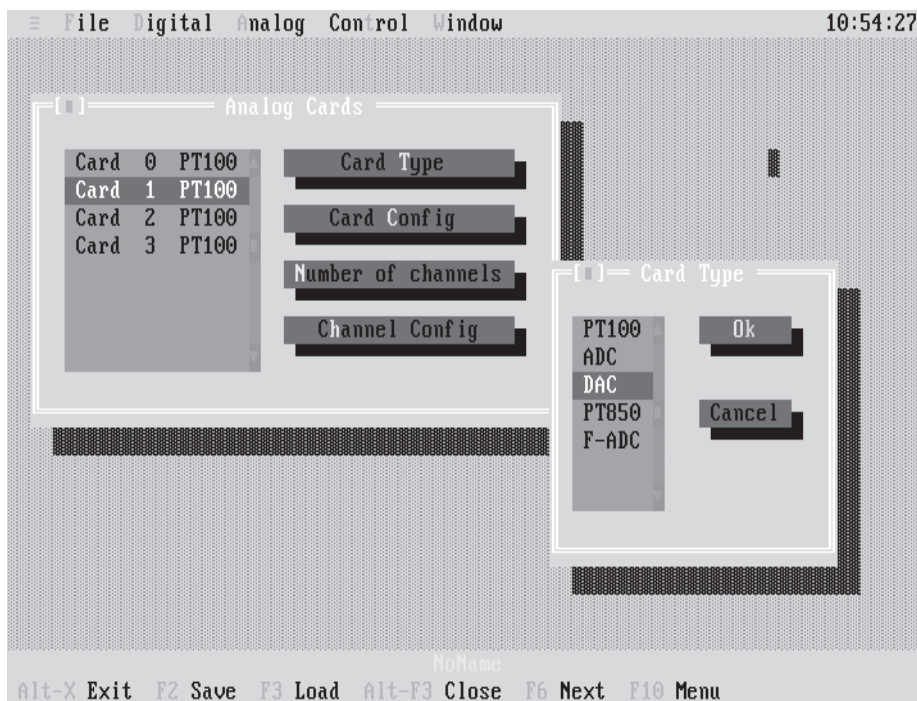 ≡ File Digital Analog Control Window 10:54:27
[■] Analog Cards
Card 0 PT100
Card 1 PT100
Card 2 PT100
Card 3 PT100
Card Type
Card Config
Number of channels
Channel Config
[■] Card Type
PT100
ADC
DAC
PT850
F-ADC
Ok
Cancel
NoName
Alt-X Exit F2 Save F3 Load Alt-F3 Close F6 Next F10 Menu